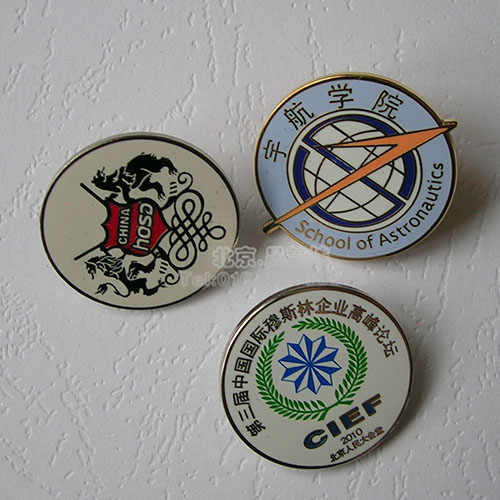 宇航学院
School of Astronautics
CHINA
hoso
第三届中国国际穆斯林企业高峰论坛
CIEF
2010
北京人民大会堂